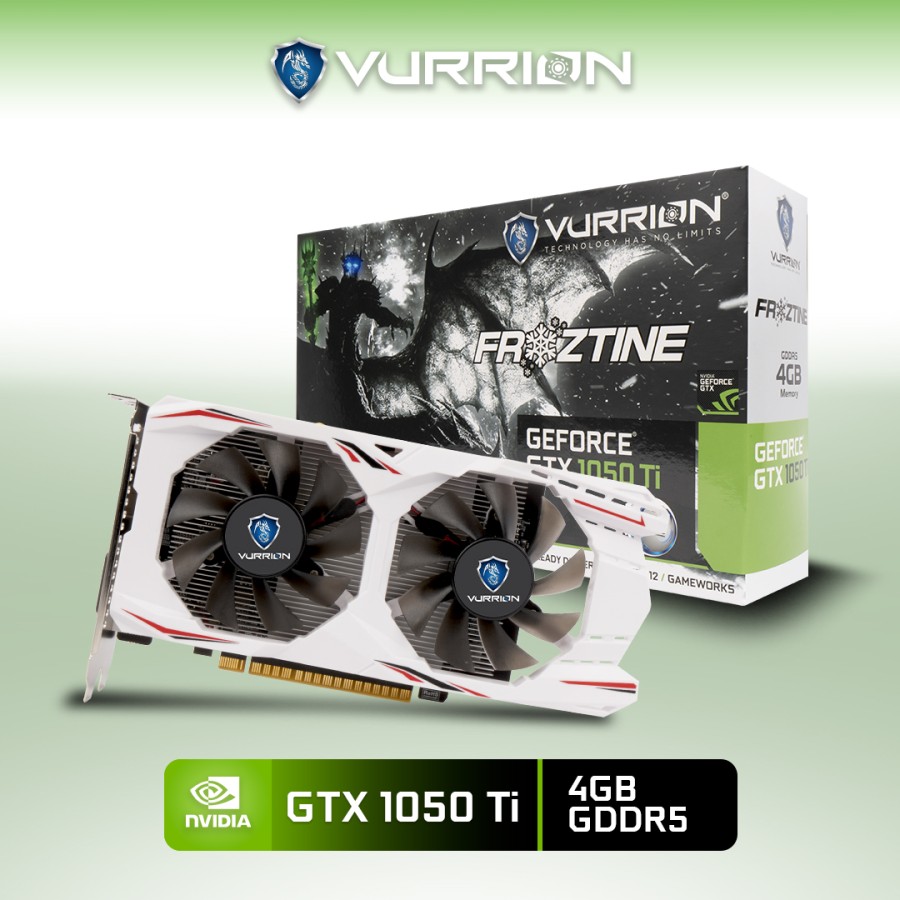 VURRION
VURRION®
TECHNOLOGY HAS NO LIMITS
FROZTINE
NVIDIA
GEFORCE
GTX
GEFORCE®
GTX 1050 Ti
12 / GAMEWORKS
VURRION
FROZTINE
GDDR5
4GB
Memory
GEFORCE
GTX 1050
VURRION
VURRION
RoHS
NVIDIA
GTX 1050 Ti
4GB
GDDR5